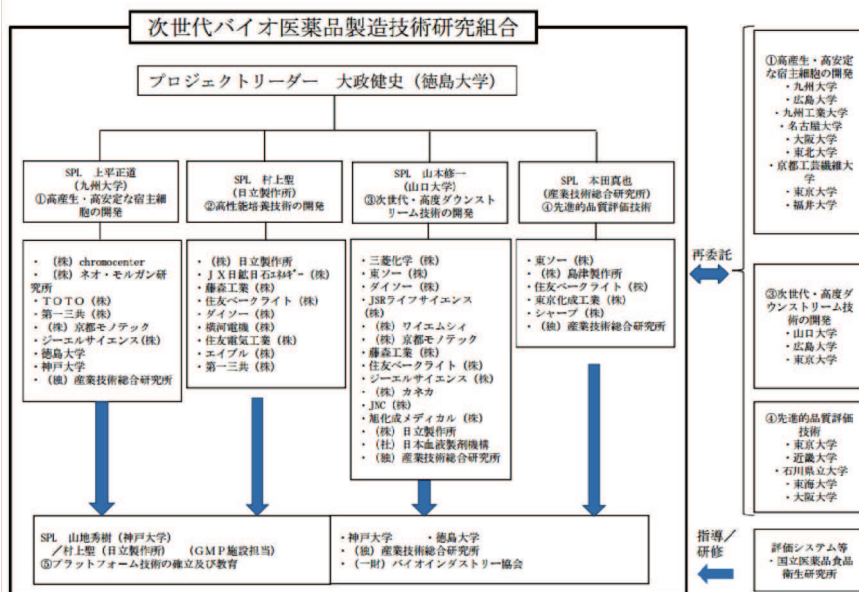 次世代バイオ医薬品製造技術研究組合
プロジェクトリーダー 大政健史（徳島大学）
SPL 上平正道
（九州大学）
①高産生・高安定な宿主細
胞の開発
SPL 村上聖
（日立製作所）
②高性能培養技術の開発
SPL 山本修一
（山口大学）
③次世代・高度ダウンスト
リーム技術の開発
SPL 本田真也
（産業技術総合研究所）
④先進的品質評価技術
・（株）chromocenter
・（株）ネオ・モルガン研
究所
・ＴＯＴＯ（株）
・第一三共（株）
・（株）京都モノテック
・ジーエルサイエンス（株）
・徳島大学
・神戸大学
・（独）産業技術総合研究所
・（株）日立製作所
・ＪＸ日鉱日石エネルギー（株）
・藤森工業（株）
・住友ベークライト（株）
・ダイソー（株）
・横河電機（株）
・住友電気工業（株）
・エイブル（株）
・第一三共（株）
・三菱化学（株）
・東ソー（株）
・ダイソー（株）
・JSRライフサイエンス
（株）
・（株）ワイエムシィ
・（株）京都モノテック
・藤森工業（株）
・住友ベークライト（株）
・ジーエルサイエンス（株）
・（株）カネカ
・JNC（株）
・旭化成メディカル（株）
・（株）日立製作所
・（社）日本血液製剤機構
・（独）産業技術総合研究所
・東ソー（株）
・（株）島津製作所
・住友ベークライト（株）
・東京化成工業（株）
・シャープ（株）
・（独）産業技術総合研究所
SPL 山地秀樹（神戸大学）
／村上聖（日立製作所） （ＧＭＰ施設担当）
⑤プラットフォーム技術の確立及び教育
・神戸大学 ・徳島大学
・（独）産業技術総合研究所
・（一財）バイオインダストリー協会
再委託
①高産生・高安定
な宿主細胞の開発
・九州大学
・広島大学
・九州工業大学
・名古屋大学
・大阪大学
・東北大学
・京都工芸繊維大
学
・東京大学
・福井大学
③次世代・高度ダ
ウンストリーム技
術の開発
・山口大学
・広島大学
・東京大学
④先進的品質評価
技術
・東京大学
・近畿大学
・石川県立大学
・東海大学
・大阪大学
指導／
研修
評価システム等
・国立医薬品食品
衛生研究所